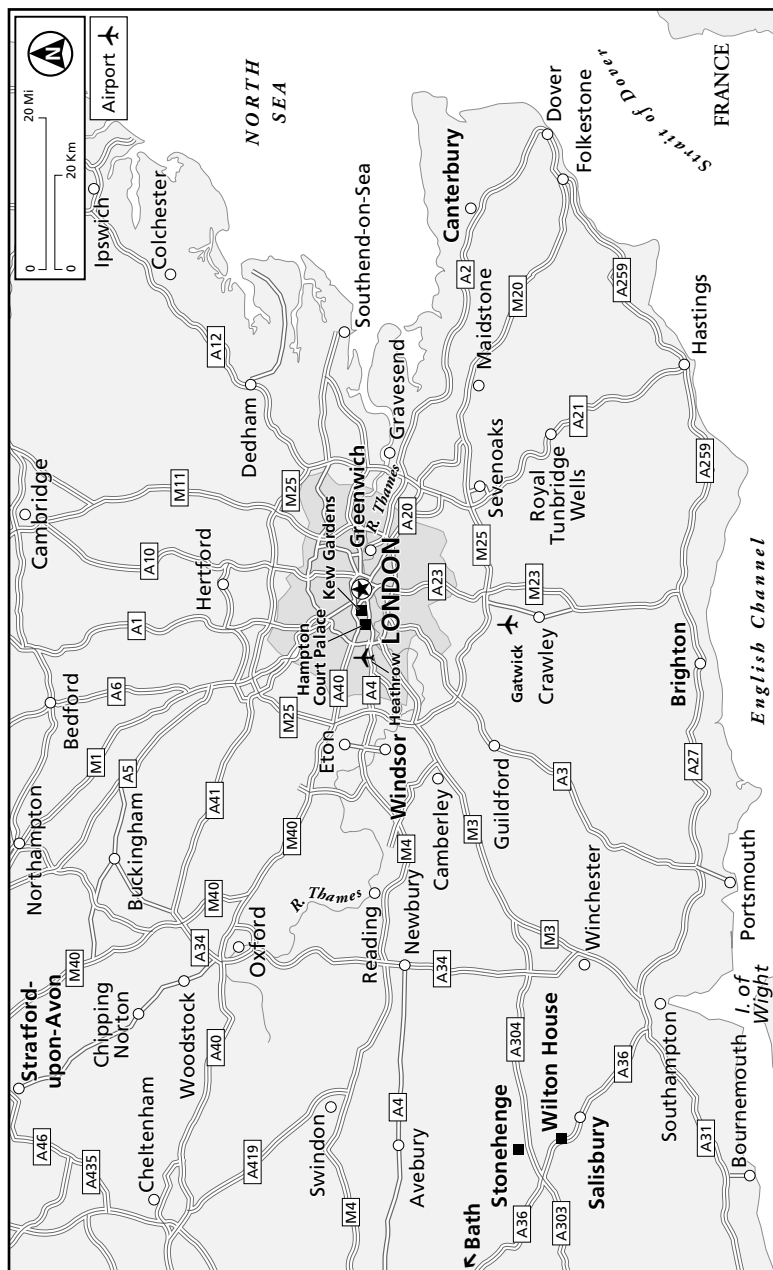 0
20 Mi
0
20 Km
N
Airport
Stratford-
upon-Avon
Northampton
Bedford
Cambridge
Ipswich
A46
M40
M1
A6
A1
A10
M11
A12
Colchester
NORTH
SEA
A435
Chipping
Norton
Buckingham
A5
Hertford
Dedham
Cheltenham
Woodstock
A34
M40
A41
M25
M25
A40
Oxford
M40
Hampton
Court Palace
Kew Gardens
Greenwich
Southend-on-Sea
A419
R. Thames
Eton
A40
A4
Heathrow
LONDON
R. Thames
Gravesend
Swindon
M4
Reading
Windsor
M4
A20
A2
Canterbury
A4
Avebury
Newbury
A34
Camberley
M3
A23
M25
Sevenoaks
Maidstone
M20
Dover
Folkestone
Strait of Dover
FRANCE
Bath
Stonehenge
A304
Guildford
Gatwick
Crawley
M23
Royal
Tunbridge
Wells
A21
A259
A36
A303
Wilton House
Salisbury
A36
M3
Winchester
A3
Hastings
A259
Southampton
A27
Brighton
A31
Bournemouth
I. of
Wight
Portsmouth
English Channel